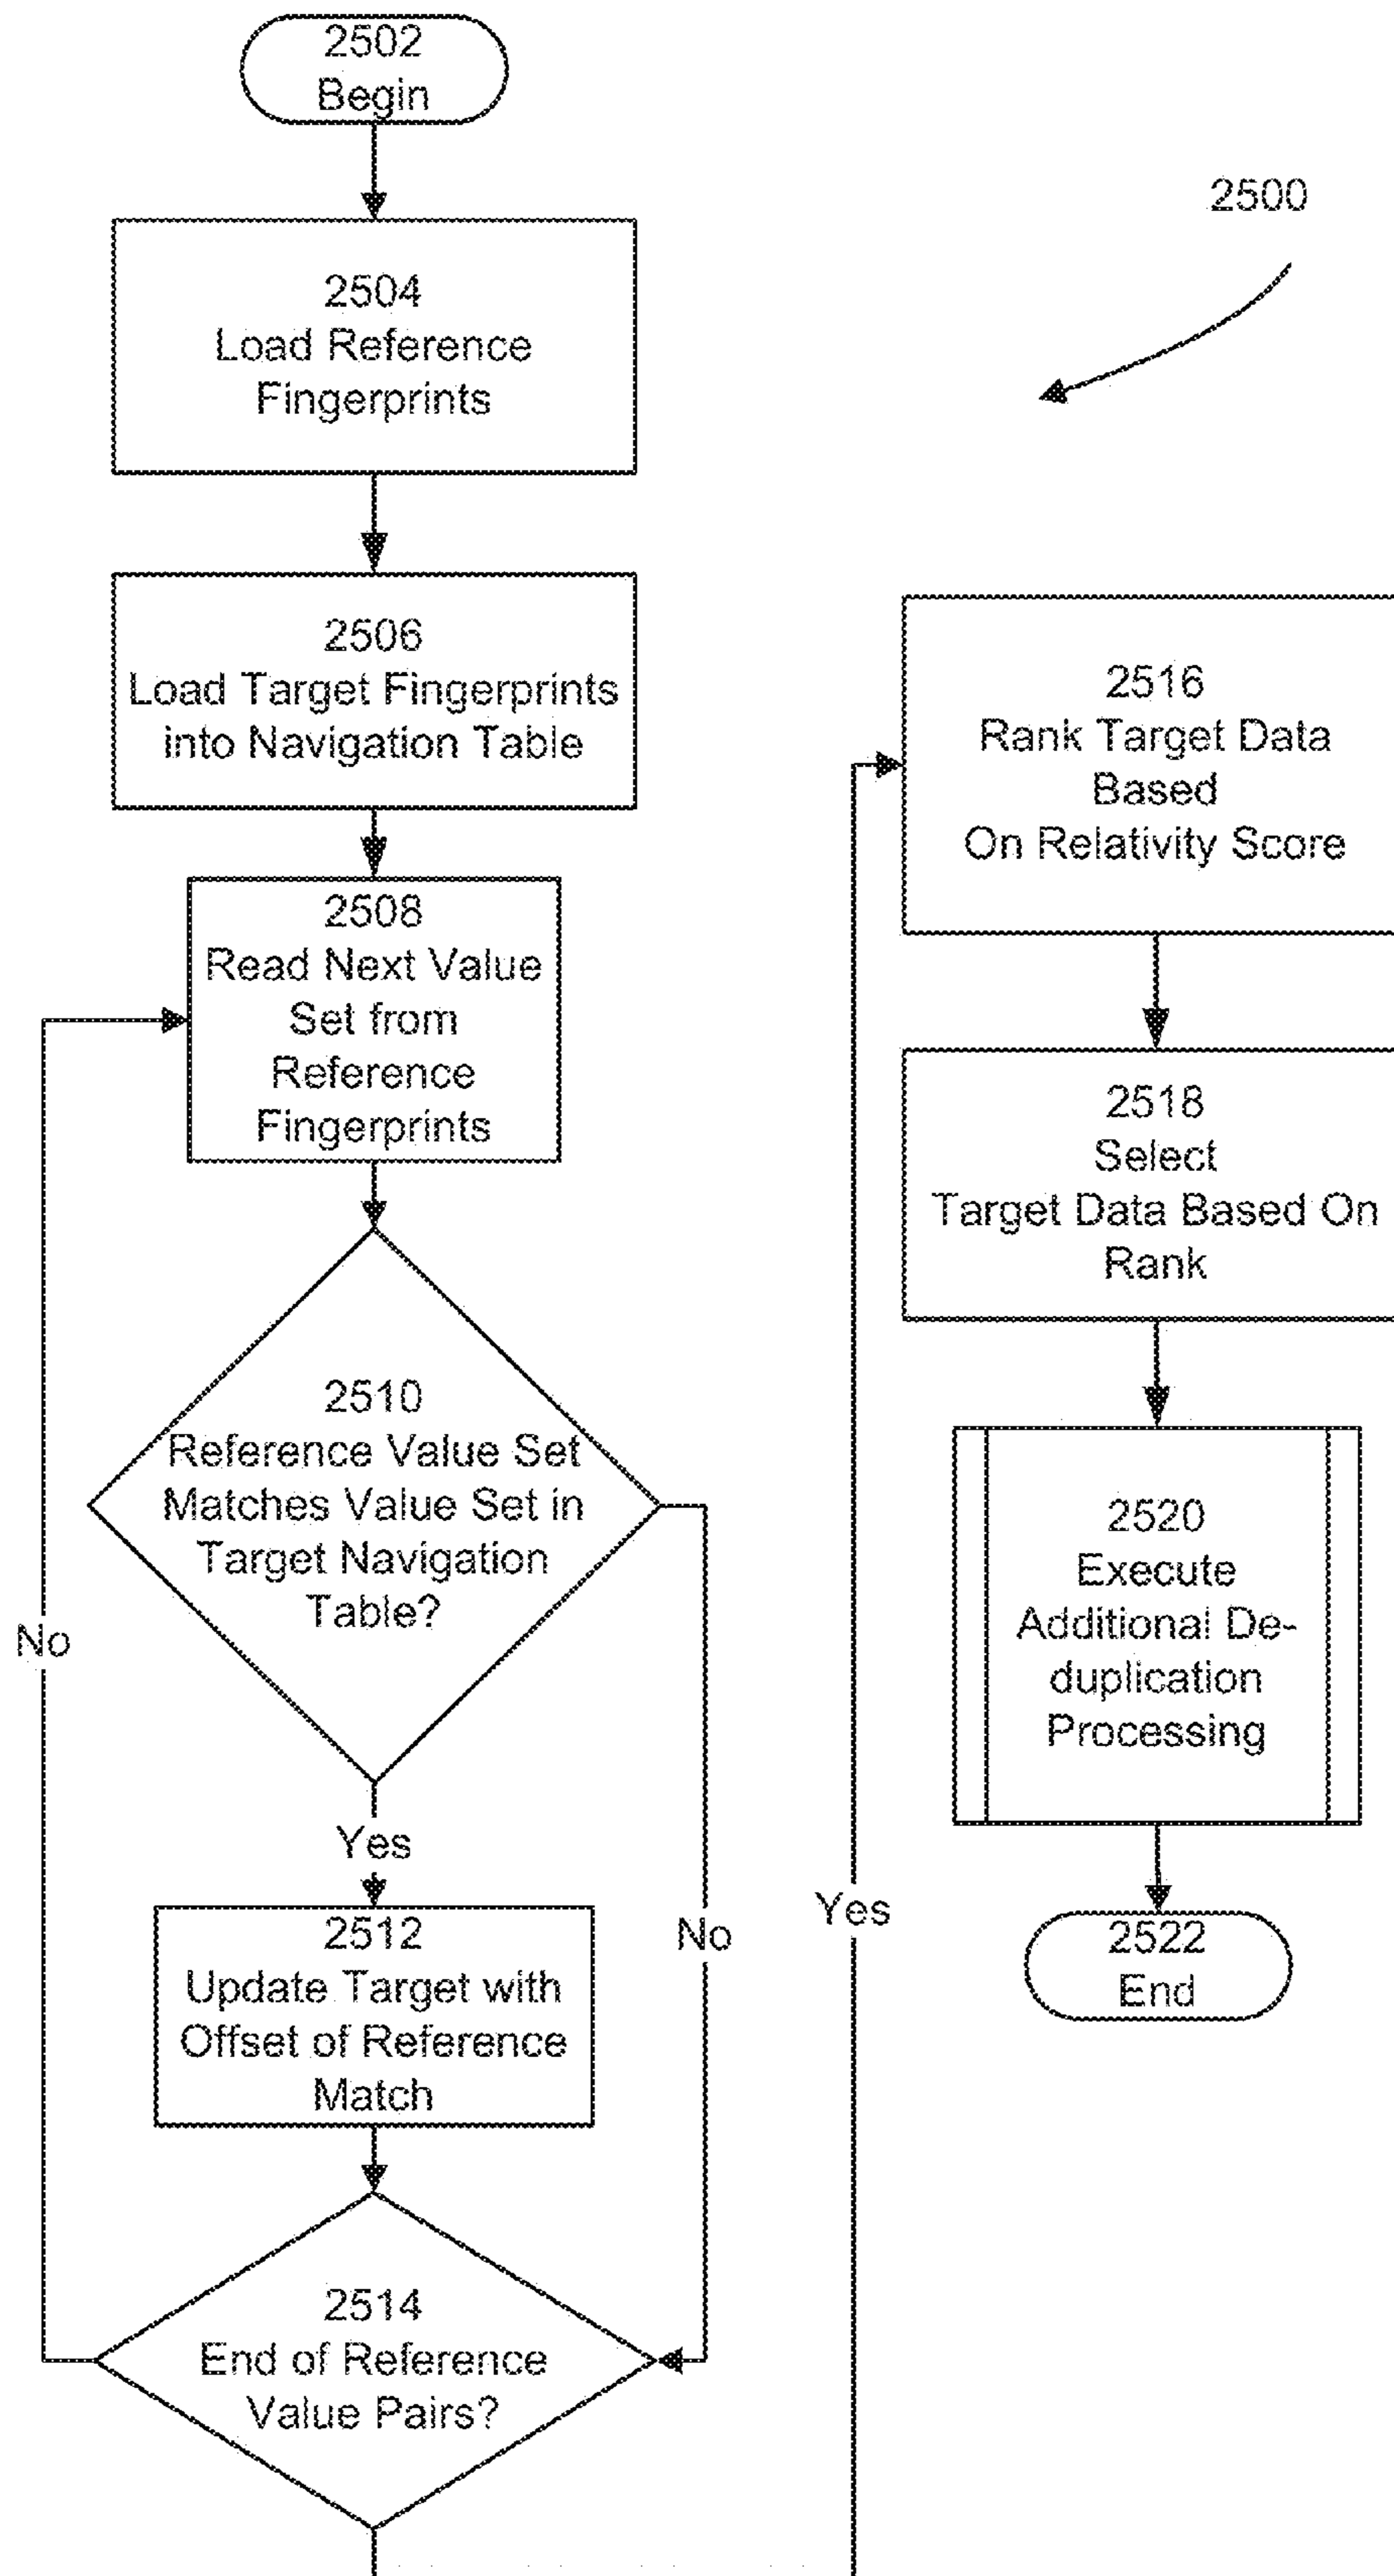 2502
Begin
2500
2504
Load Reference
Fingerprints
2506
Load Target Fingerprints
into Navigation Table
2508
Read Next Value
Set from
Reference
Fingerprints
2510
Reference Value Set
Matches Value Set in
Target Navigation
Table?
No
Yes
No
2512
Update Target with
Offset of Reference
Match
2514
End of Reference
Value Pairs?
Yes
2516
Rank Target Data
Based
On Relativity Score
2518
Select
Target Data Based On
Rank
2520
Execute
Additional De-
duplication
Processing
2522
End